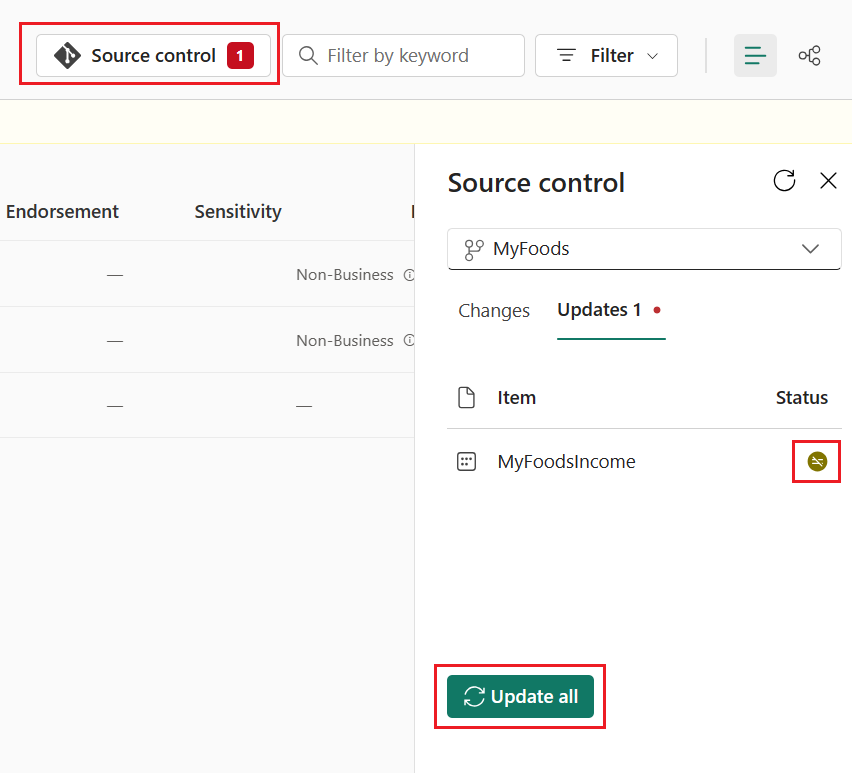 Source control 1 Filter by keyword Filter
Source control
Endorsement Sensitivity
MyFoods
— Non-Business
Changes Updates 1
— Non-Business
Item Status
— —
MyFoodsIncome
Update all